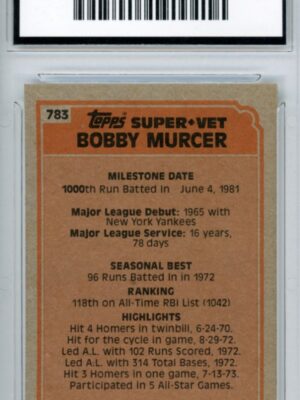 783
Topps SUPER•VET
BOBBY MURCER
MILESTONE DATE
1000th Run Batted In June 4, 1981
Major League Debut: 1965 with
New York Yankees
Major League Service: 16 years,
78 days
SEASONAL BEST
96 Runs Batted In in 1972
RANKING
118th on All-Time RBI List (1042)
HIGHLIGHTS
Hit 4 Homers in twinbill, 6-24-70.
Hit for the cycle in game, 8-29-72.
Led A.L. with 102 Runs Scored, 1972.
Led A.L. with 314 Total Bases, 1972.
Hit 3 Homers in one game, 7-13-73.
Participated in 5 All-Star Games.